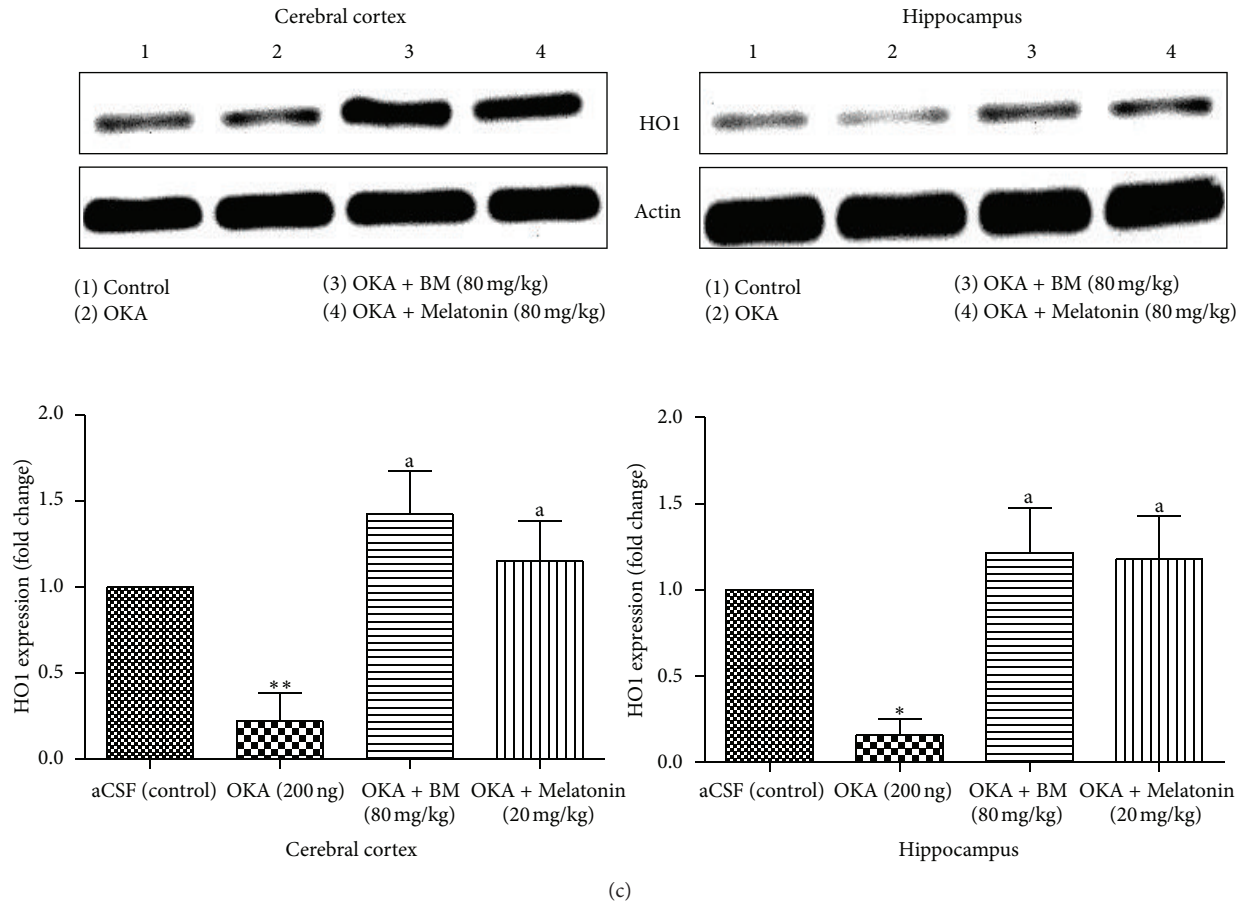 Cerebral cortex
1 2 3 4
Hippocampus
1 2 3 4
HO1
Actin
(1) Control
(2) OKA
(3) OKA + BM (80 mg/kg)
(4) OKA + Melatonin (80 mg/kg)
(1) Control
(2) OKA
(3) OKA + BM (80 mg/kg)
(4) OKA + Melatonin (80 mg/kg)
HO1 expression (fold change)
2.0
1.5
1.0
0.5
0.0
**
a
a
aCSF (control) OKA (200 ng) OKA + BM OKA + Melatonin
(80 mg/kg) (20 mg/kg)
Cerebral cortex
HO1 expression (fold change)
2.0
1.5
1.0
0.5
0.0
*
a
a
aCSF (control) OKA (200 ng) OKA + BM OKA + Melatonin
(80 mg/kg) (20 mg/kg)
Hippocampus
(c)